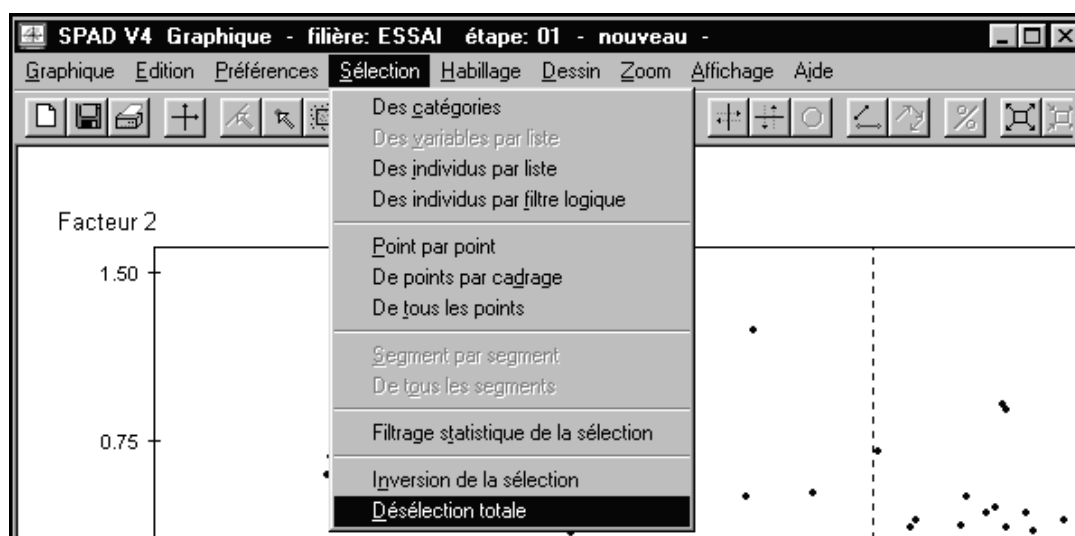 SPAD V4 Graphique - filière: ESSAI étape: 01 - nouveau -
Graphique Edition Préférences Sélection Habillage Dessin Zoom Affichage Aide
Des catégories
Des variables par liste
Des individus par liste
Des individus par filtre logique
Facteur 2
Point par point
1.50
De points par cadrage
De tous les points
Segment par segment
De tous les segments
0.75
Filtrage statistique de la sélection
Inversion de la sélection
Désélection totale